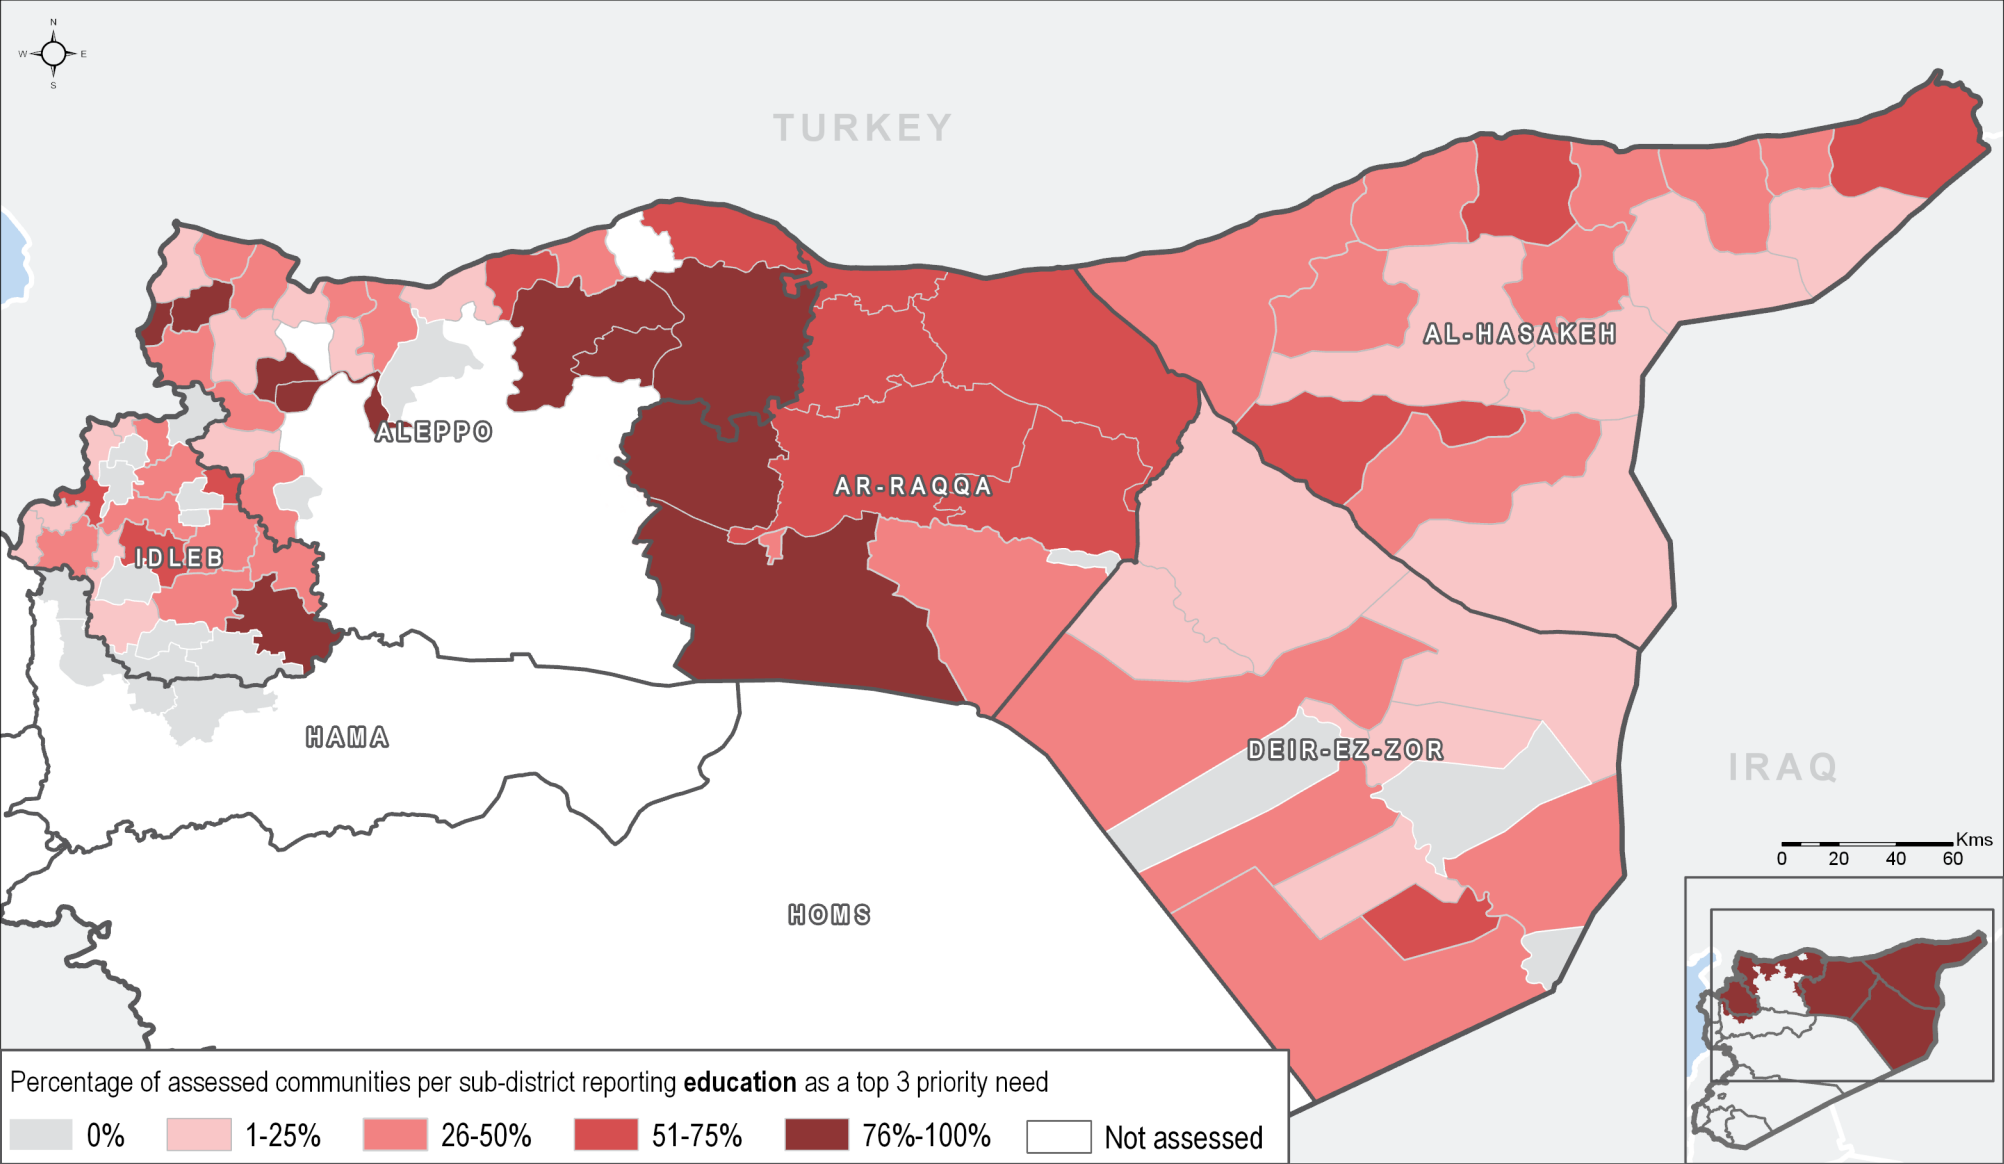 N
W E
S
TURKEY
AL-HASAKEH
ALEPPO
AR-RAQQA
IDLEB
HAMA
DEIR-EZ-ZOR
IRAQ
HOMS
Kms
0 20 40 60
Percentage of assessed communities per sub-district reporting education as a top 3 priority need
0% 1-25% 26-50% 51-75% 76%-100% Not assessed